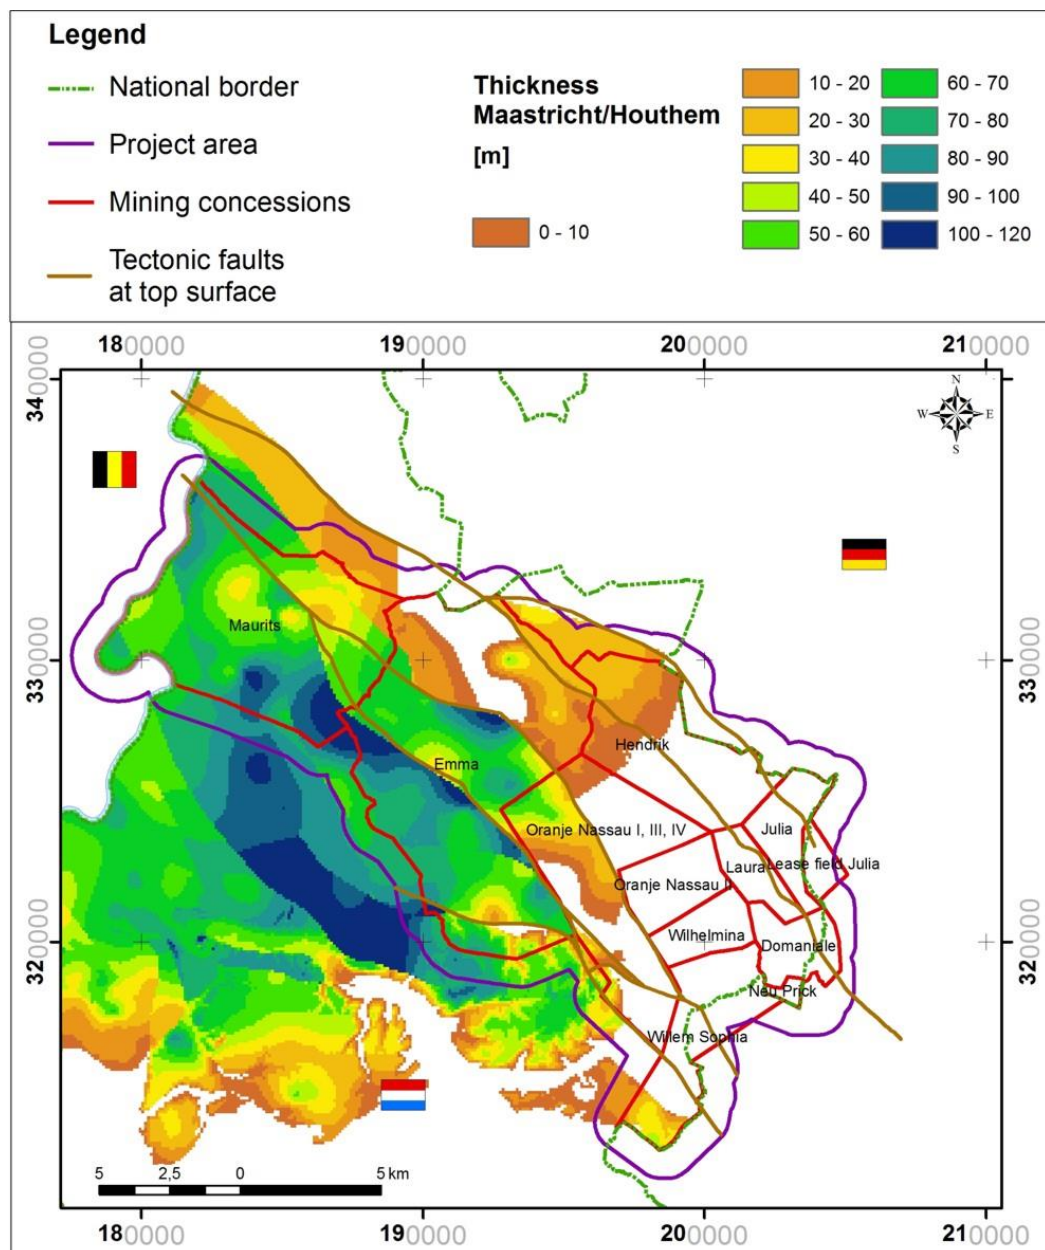 Legend
National border
Project area
Mining concessions
Tectonic faults
at top surface
Thickness
Maastricht/Houthem
[m]
0 - 10
10 - 20
20 - 30
30 - 40
40 - 50
50 - 60
60 - 70
70 - 80
80 - 90
90 - 100
100 - 120
180000
190000
200000
210000
340000
340000
N
W
E
S
Maurits
330000
330000
Hendrik
Emma
Oranje Nassau I, III, IV
Julia
Laura
Lease field Julia
Oranje Nassau II
Wilhelmina
Domaniale
320000
320000
Neu Prick
Willem Sophia
5
2,5
0
5 km
180000
190000
200000
210000